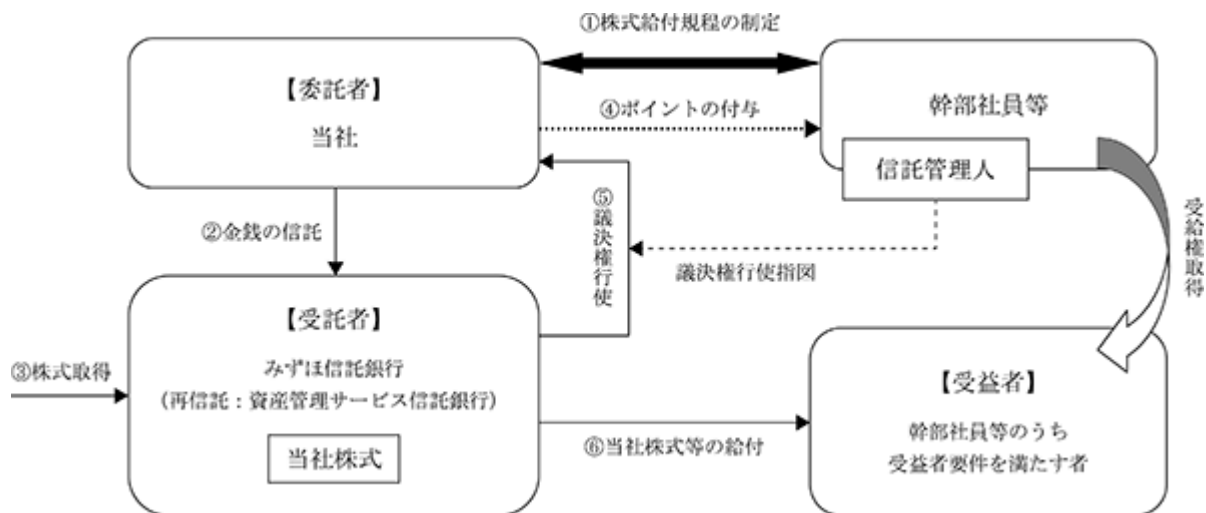 ①株式給付規程の制定
【委託者】
当社
④ポイントの付与
幹部社員等
信託管理人
②金銭の信託
⑤議決権行使
議決権行使指図
受給権取得
【受託者】
みずほ信託銀行
(再信託:資産管理サービス信託銀行)
当社株式
③株式取得
⑥当社株式等の給付
【受益者】
幹部社員等のうち
受益者要件を満たす者